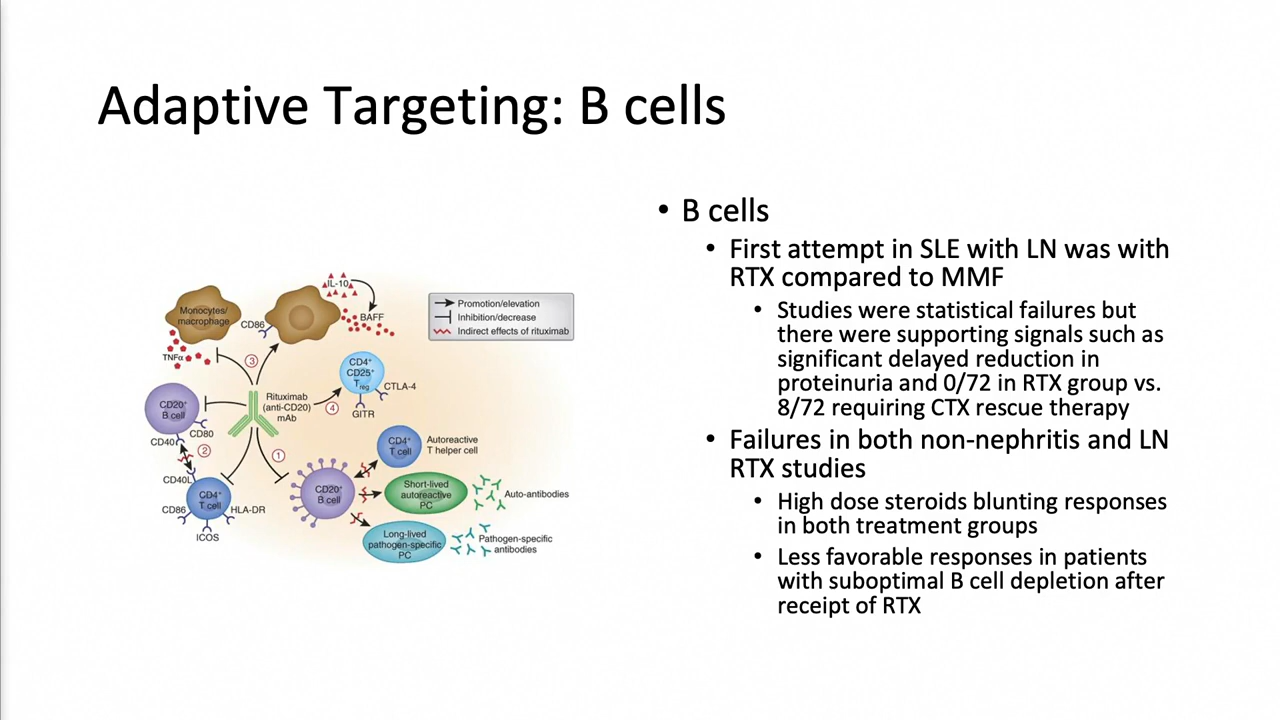 Adaptive Targeting: B cells
Monocytes/
macrophage
TNFα
CD86
IL-10
BAFF
Promotion/elevation
Inhibition/decrease
Indirect effects of rituximab
③
CD4+
CD25+
Treg
CTLA-4
GITR
④
Rituximab
(anti-CD20)
mAb
CD20+
B cell
CD80
CD40
②
CD40L
CD4+
T cell
CD86
HLA-DR
ICOS
①
CD20+
B cell
CD4+
T cell
Autoreactive
T helper cell
Short-lived
autoreactive
PC
Auto-antibodies
Long-lived
pathogen-specific
PC
Pathogen-specific
antibodies
• B cells
• First attempt in SLE with LN was with
RTX compared to MMF
• Studies were statistical failures but
there were supporting signals such as
significant delayed reduction in
proteinuria and 0/72 in RTX group vs.
8/72 requiring CTX rescue therapy
• Failures in both non-nephritis and LN
RTX studies
• High dose steroids blunting responses
in both treatment groups
• Less favorable responses in patients
with suboptimal B cell depletion after
receipt of RTX